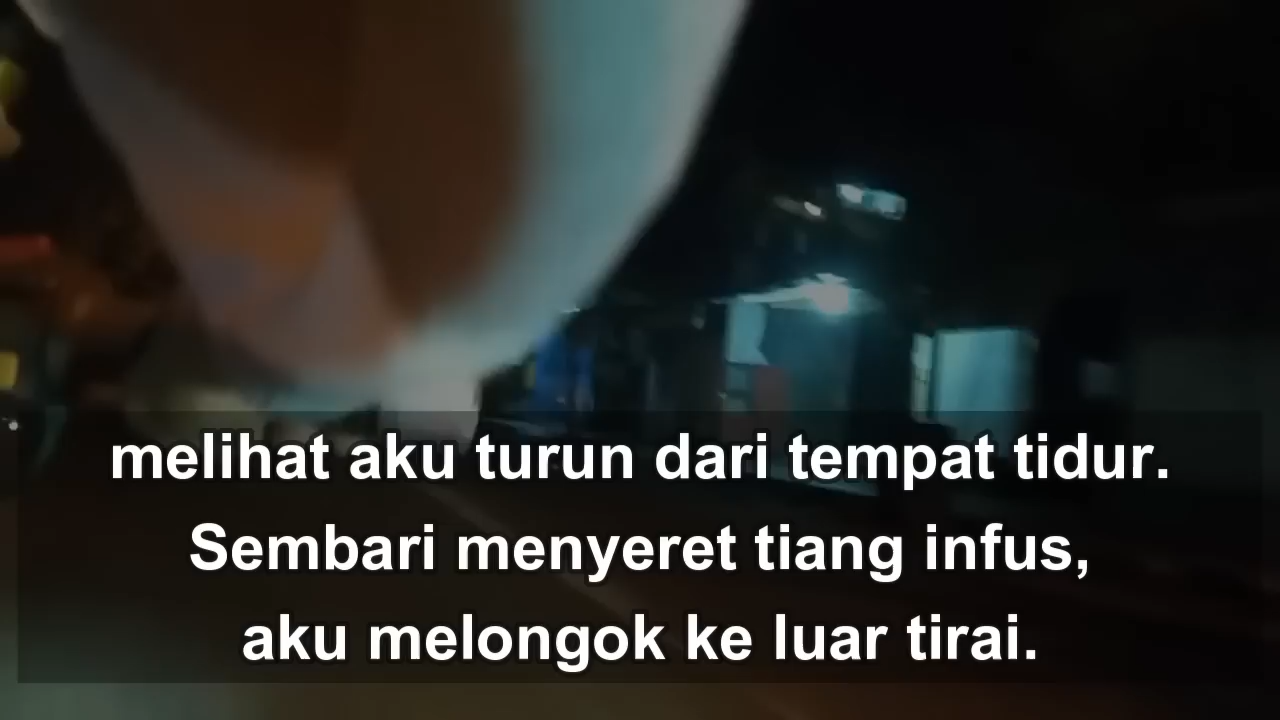 melihat aku turun dari tempat tidur.
Sembari menyeret tiang infus,
aku melongok ke luar tirai.